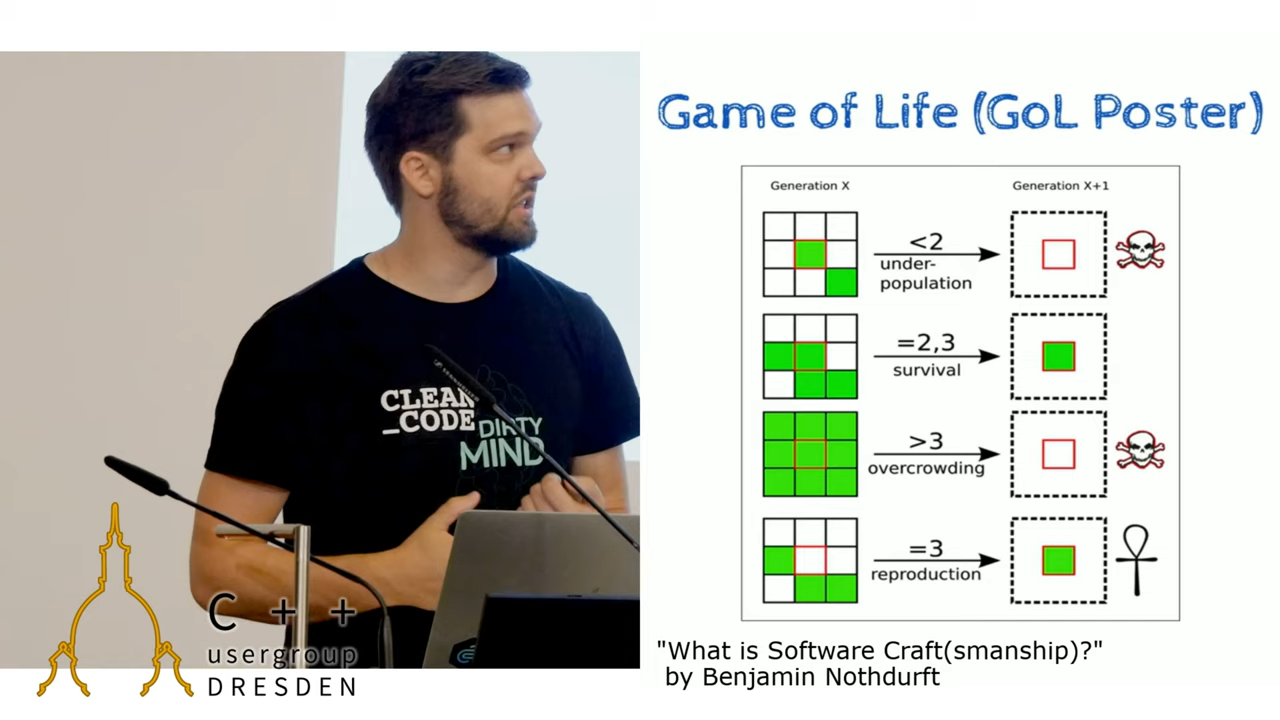 Game of Life (GoL Poster)
Generation X
Generation X+1
<2
under-
population
=2,3
survival
>3
overcrowding
=3
reproduction
CLEAN
_CODE
DIRTY
MIND
C++
usergroup
DRESDEN
"What is Software Craft(smanship)?"
by Benjamin Nothdurft